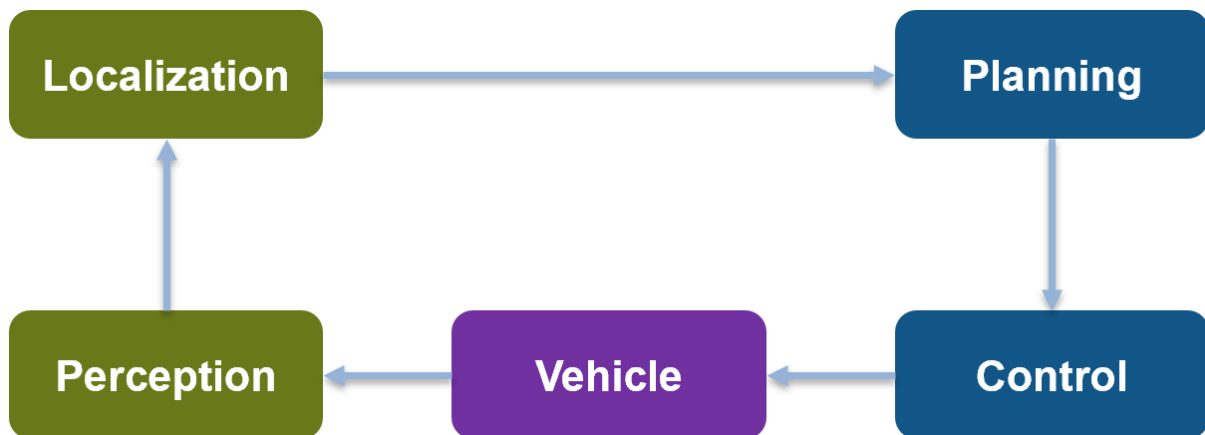 Localization
Planning
Perception
Vehicle
Control